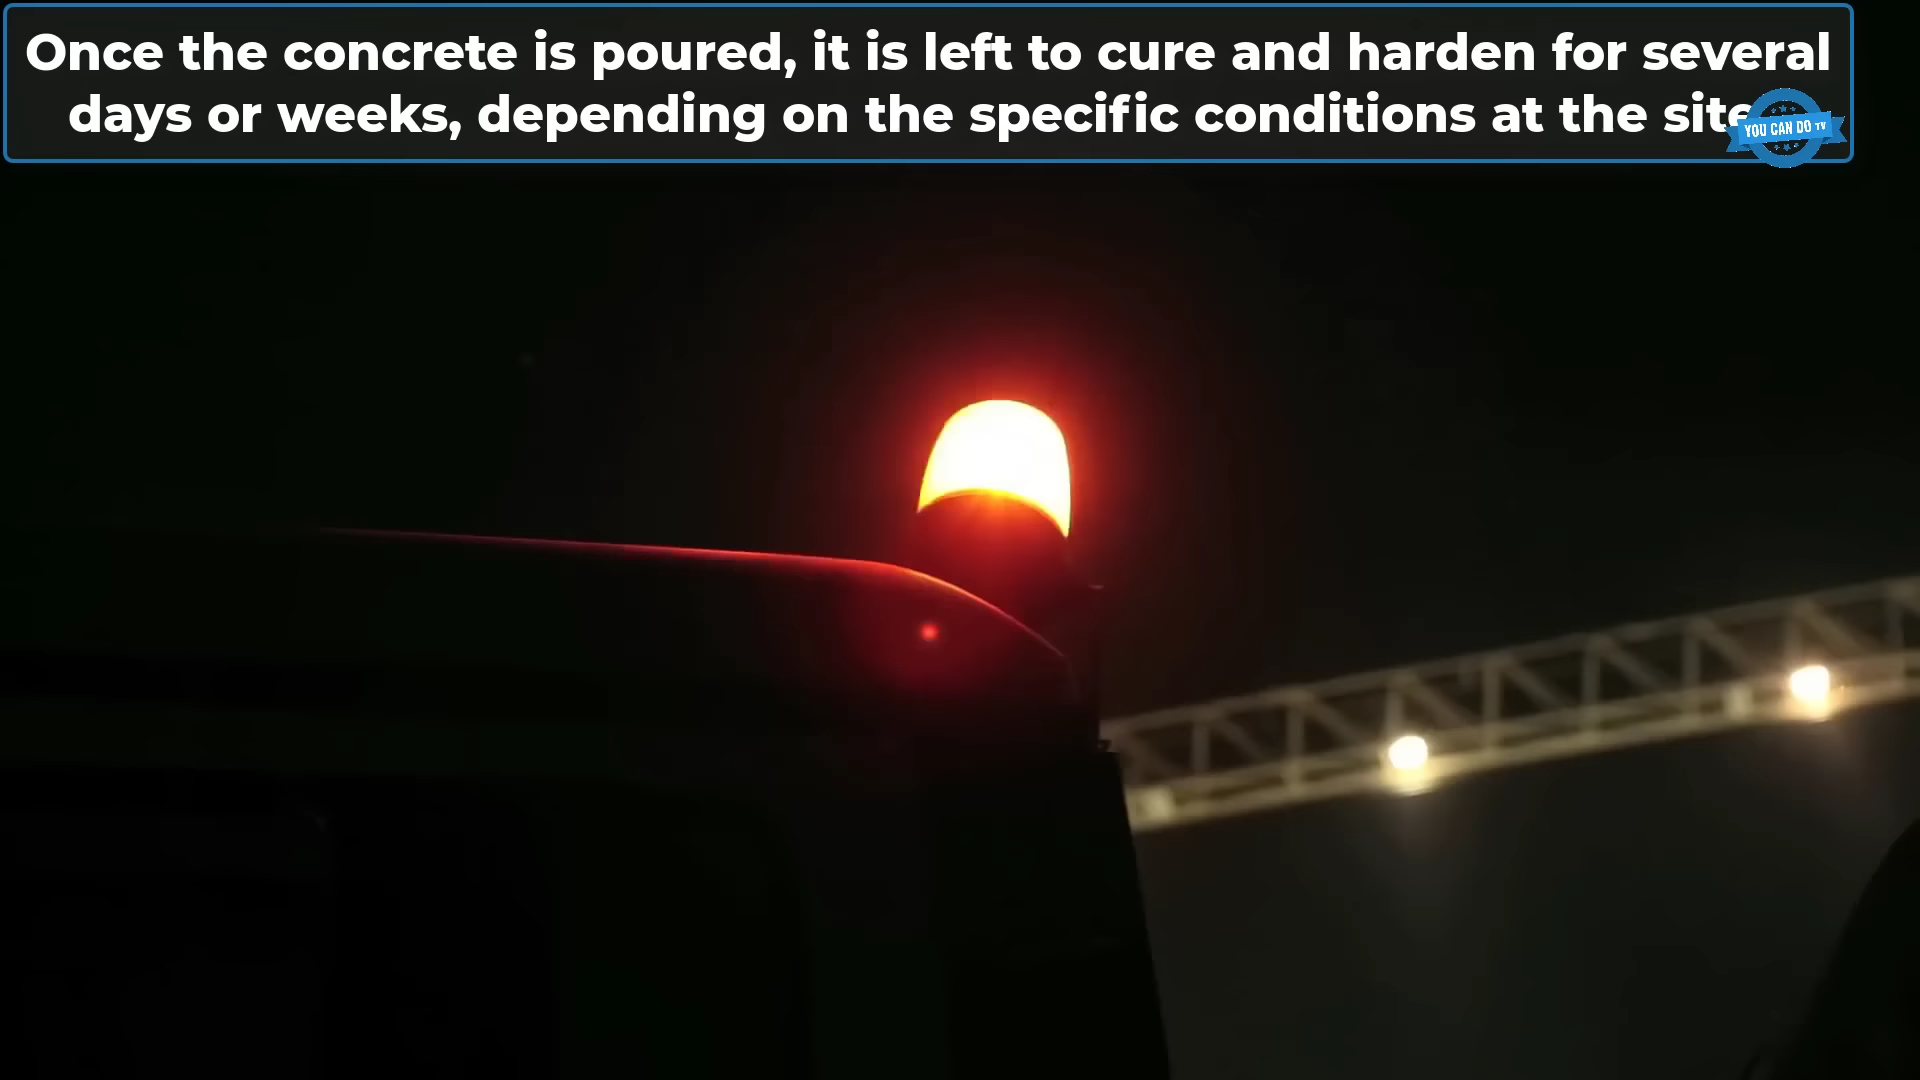 Once the concrete is poured, it is left to cure and harden for several
days or weeks, depending on the specific conditions at the site
YOU CAN DO TV